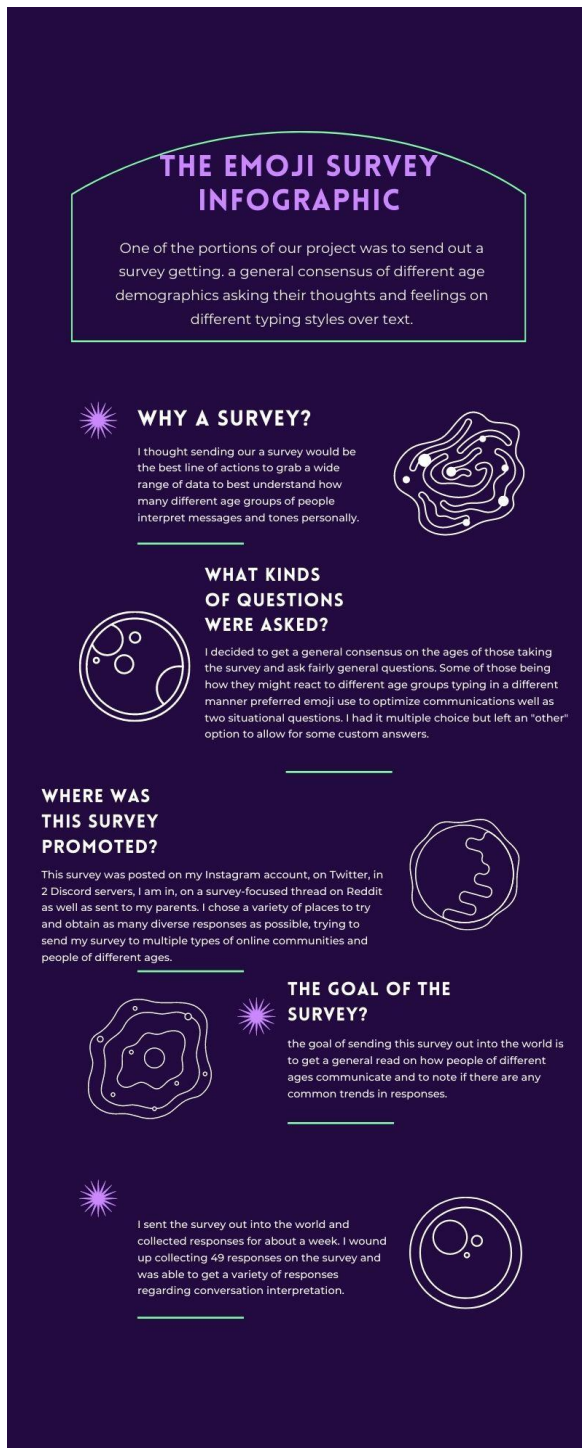 THE EMOJI SURVEY
INFOGRAPHIC
One of the portions of our project was to send out a
survey getting. a general consensus of different age
demographics asking their thoughts and feelings on
different typing styles over text.
WHY A SURVEY?
I thought sending our a survey would be
the best line of actions to grab a wide
range of data to best understand how
many different age groups of people
interpret messages and tones personally.
WHAT KINDS
OF QUESTIONS
WERE ASKED?
I decided to get a general consensus on the ages of those taking
the survey and ask fairly general questions. Some of those being
how they might react to different age groups typing in a different
manner preferred emoji use to optimize communications well as
two situational questions. I had it multiple choice but left an "other"
option to allow for some custom answers.
WHERE WAS
THIS SURVEY
PROMOTED?
This survey was posted on my Instagram account, on Twitter, in
2 Discord servers, I am in, on a survey-focused thread on Reddit
as well as sent to my parents. I chose a variety of places to try
and obtain as many diverse responses as possible, trying to
send my survey to multiple types of online communities and
people of different ages.
THE GOAL OF THE
SURVEY?
the goal of sending this survey out into the world is
to get a general read on how people of different
ages communicate and to note if there are any
common trends in responses.
I sent the survey out into the world and
collected responses for about a week. I wound
up collecting 49 responses on the survey and
was able to get a variety of responses
regarding conversation interpretation.